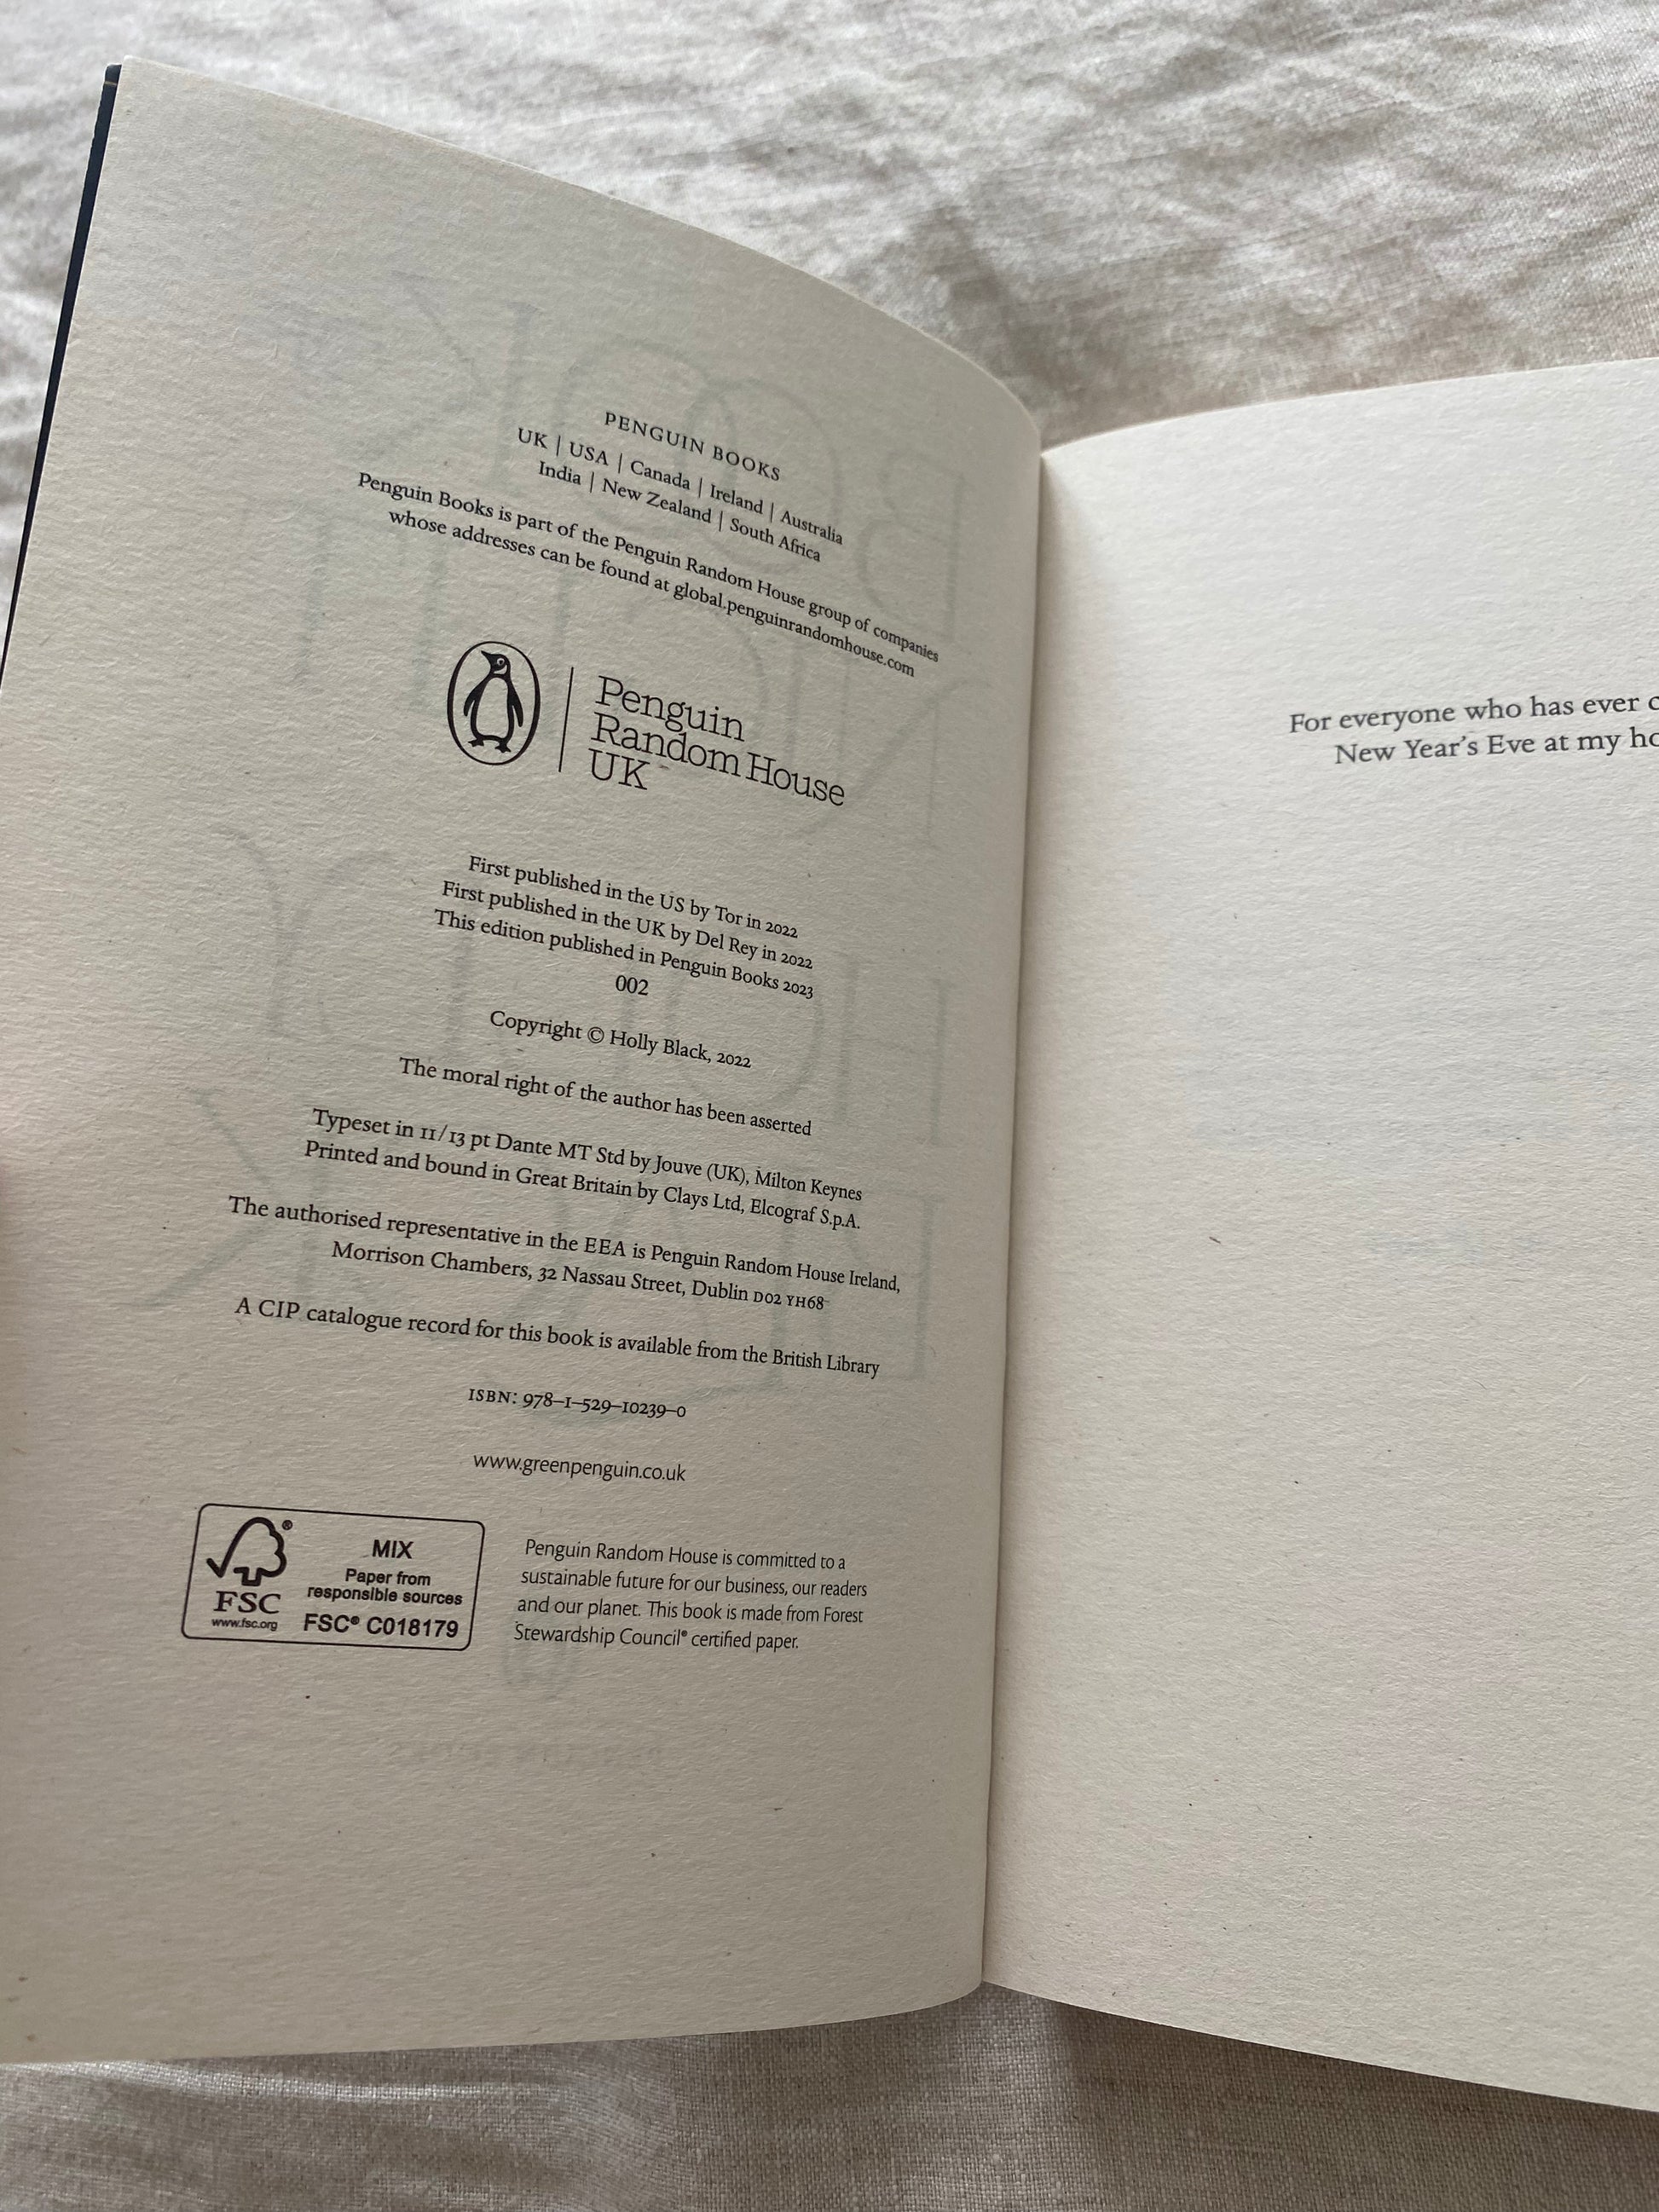 PENGUIN BOOKS
UK | USA | Canada | Ireland | Australia
India | New Zealand | South Africa
Penguin Books is part of the Penguin Random House group of companies
whose addresses can be found at global.penguinrandomhouse.com
Penguin
Random House
UK
First published in the US by Tor in 2022
First published in the UK by Del Rey in 2022
This edition published in Penguin Books 2023
002
Copyright © Holly Black, 2022
The moral right of the author has been asserted
Typeset in 11/13 pt Dante MT Std by Jouve (UK), Milton Keynes
Printed and bound in Great Britain by Clays Ltd, Elcograf S.p.A.
The authorised representative in the EEA is Penguin Random House Ireland,
Morrison Chambers, 32 Nassau Street, Dublin D02 YH68
A CIP catalogue record for this book is available from the British Library
ISBN: 978–1–529–10239–0
www.greenpenguin.co.uk
FSC®
www.fsc.org
MIX
Paper from
responsible sources
FSC® C018179
Penguin Random House is committed to a
sustainable future for our business, our readers
and our planet. This book is made from Forest
Stewardship Council® certified paper.
For everyone who has ever
New Year's Eve at my